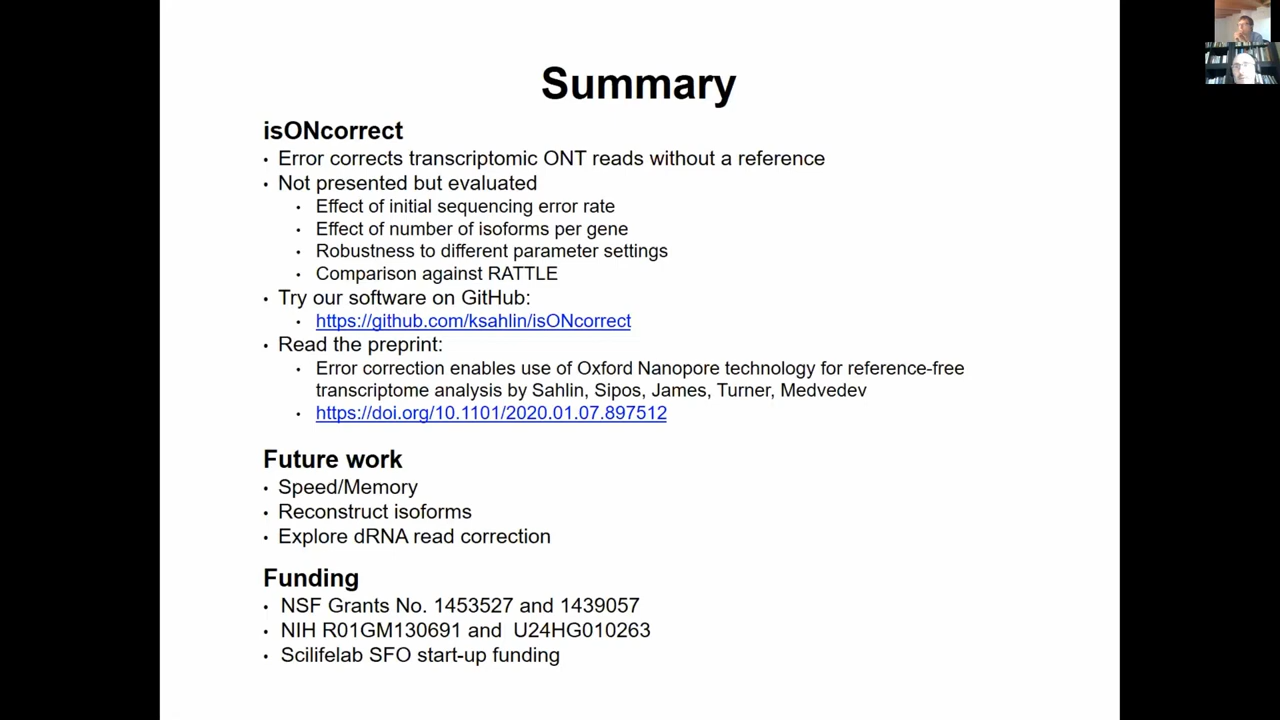 Summary
isONcorrect
• Error corrects transcriptomic ONT reads without a reference
• Not presented but evaluated
• Effect of initial sequencing error rate
• Effect of number of isoforms per gene
• Robustness to different parameter settings
• Comparison against RATTLE
• Try our software on GitHub:
• https://github.com/ksahlin/isONcorrect
• Read the preprint:
• Error correction enables use of Oxford Nanopore technology for reference-free
transcriptome analysis by Sahlin, Sipos, James, Turner, Medvedev
• https://doi.org/10.1101/2020.01.07.897512
Future work
• Speed/Memory
• Reconstruct isoforms
• Explore dRNA read correction
Funding
• NSF Grants No. 1453527 and 1439057
• NIH R01GM130691 and U24HG010263
• Scilifelab SFO start-up funding